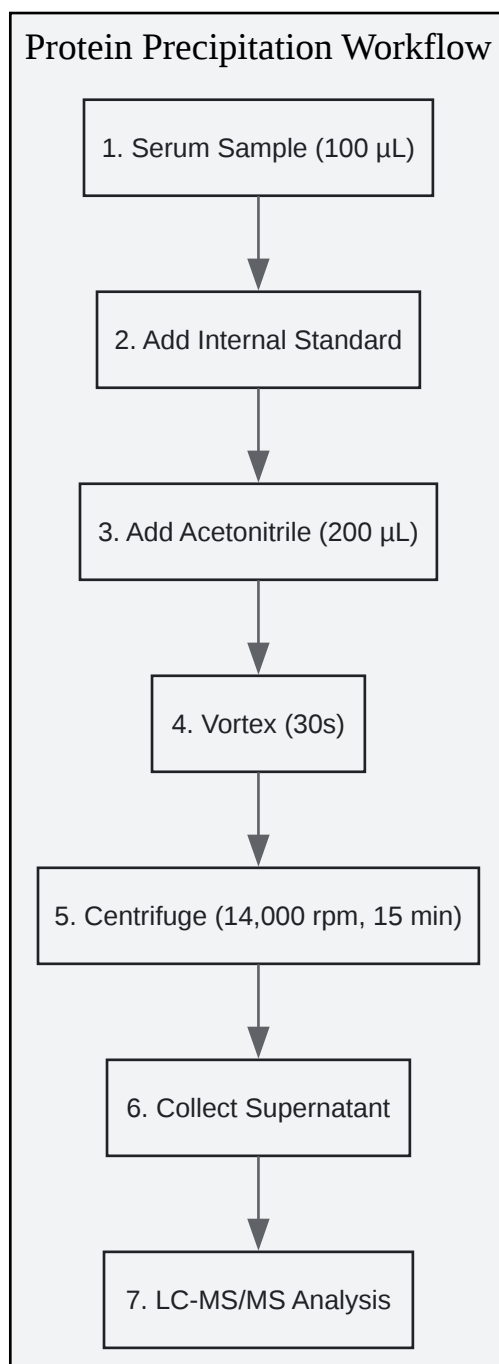 Protein Precipitation Workflow
1. Serum Sample (100 µL)
2. Add Internal Standard
3. Add Acetonitrile (200 µL)
4. Vortex (30s)
5. Centrifuge (14,000 rpm, 15 min)
6. Collect Supernatant
7. LC-MS/MS Analysis